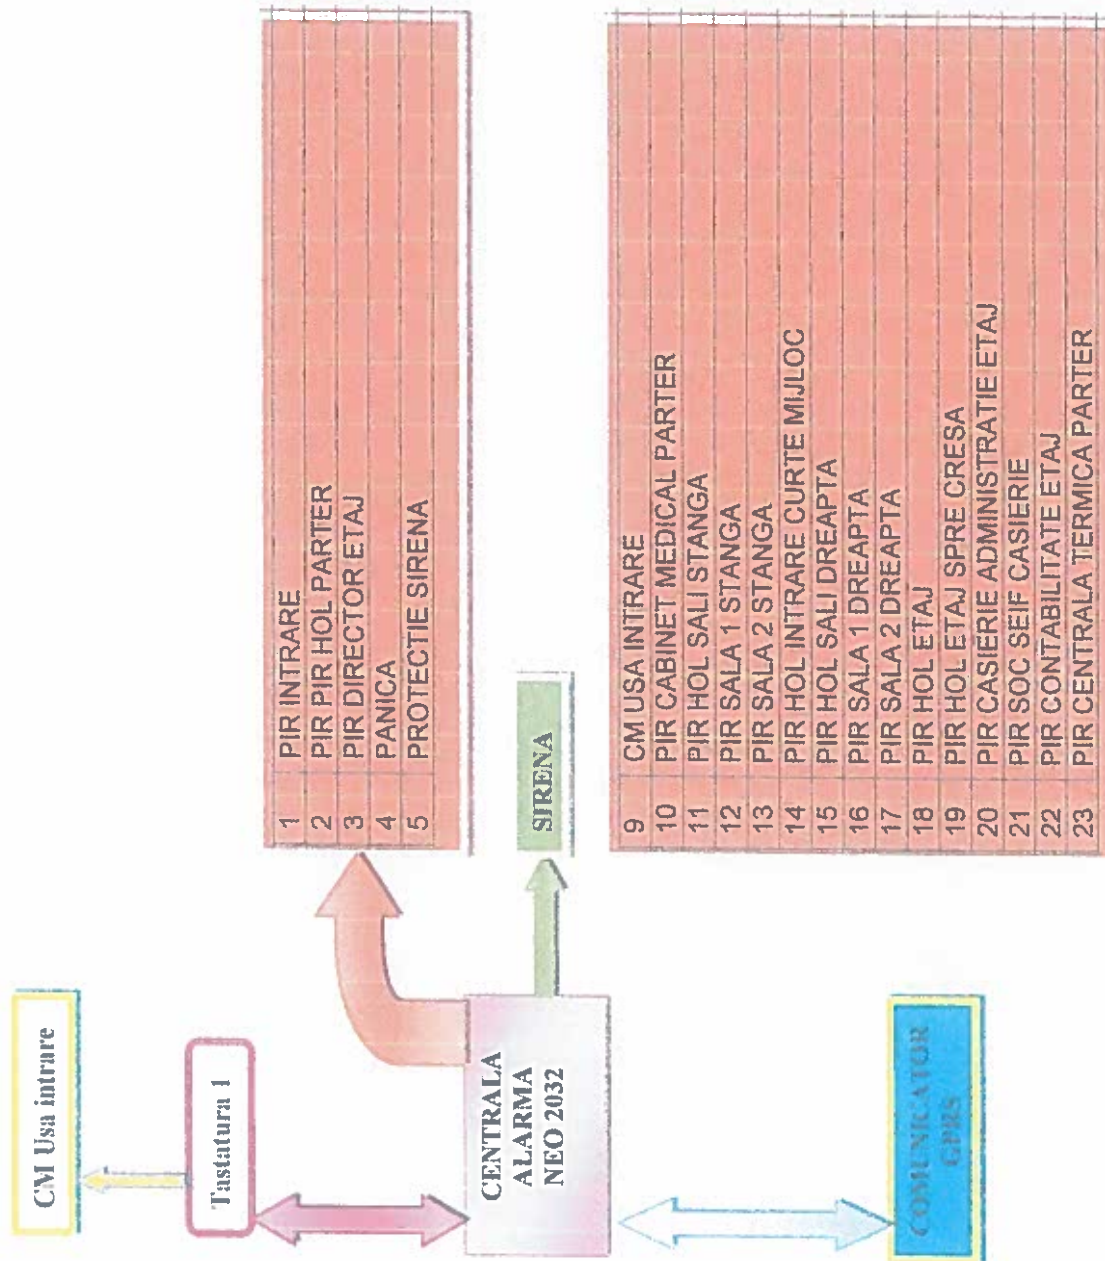 CM Usa intrare
Tastatura 1
CENTRALA
ALARMA
NEO 2032
SIRENA
COMUNICATOR
GPRS
1 PIR INTRARE
2 PIR PIR HOL PARTER
3 PIR DIRECTOR ETAJ
4 PANICA
5 PROTECTIE SIRENA
9 CM USA INTRARE
10 PIR CABINET MEDICAL PARTER
11 PIR HOL SALI STANGA
12 PIR SALA 1 STANGA
13 PIR SALA 2 STANGA
14 PIR HOL INTRARE CURTE MIJLOC
15 PIR HOL SALI DREAPTA
16 PIR SALA 1 DREAPTA
17 PIR SALA 2 DREAPTA
18 PIR HOL ETAJ
19 PIR HOL ETAJ SPRE CRESA
20 PIR CASIERIE ADMINISTRATIE ETAJ
21 PIR SOC SEIF CASIERIE
22 PIR CONTABILITATE ETAJ
23 PIR CENTRALA TERMICA PARTER